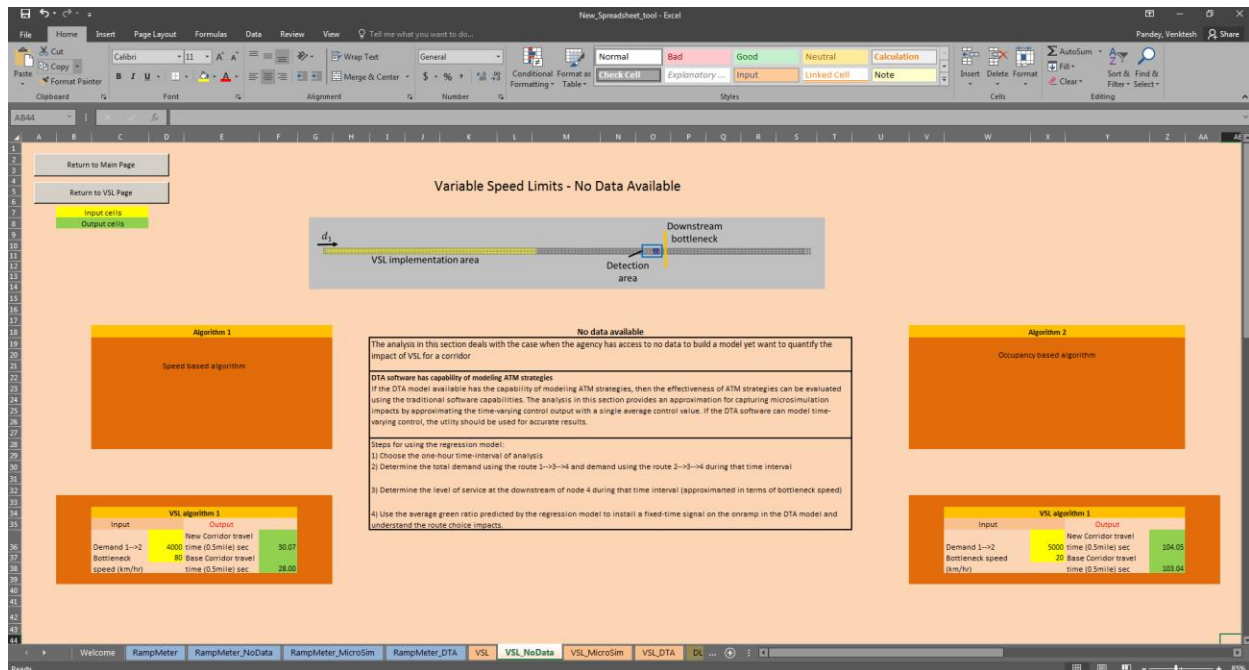 New_Spreadsheet_tool - Excel
File Home Insert Page Layout Formulas Data Review View Tell me what you want to do... Pandey, Venktesh Share
Cut
Copy
Format Painter
Paste
Clipboard
Calibri 11
B I U
Font
Wrap Text
Merge & Center
Alignment
General
$ % ,
Number
Conditional Formatting
Format as Table
Normal Bad Good Neutral Calculation
Check Cell Explanatory ... Input Linked Cell Note
Styles
Insert Delete Format
Cells
AutoSum
Fill
Clear
Sort & Filter
Find & Select
Editing
AB44 fx
A B C D E F G H I J K L M N O P Q R S T U V W X Y Z AA
Return to Main Page
Return to VSL Page
Input cells
Output cells
Variable Speed Limits - No Data Available
d1
Downstream
bottleneck
VSL implementation area
Detection
area
Algorithm 1
Speed based algorithm
No data available
The analysis in this section deals with the case when the agency has access to no data to build a model yet want to quantify the
impact of VSL for a corridor
DTA software has capability of modeling ATM strategies
If the DTA model available has the capability of modeling ATM strategies, then the effectiveness of ATM strategies can be evaluated
using the traditional software capabilities. The analysis in this section provides an approximation for capturing microsimulation
impacts by approximating the time-varying control output with a single average control value. If the DTA software can model time-
varying control, the utlity should be used for accurate results.
Steps for using the regression model:
1) Choose the one-hour time-interval of analysis
2) Determine the total demand using the route 1-->3-->4 and demand using the route 2-->3-->4 during that time interval
3) Determine the level of service at the downstream of node 4 during that time interval (approximarted in terms of bottleneck speed)
4) Use the average green ratio predicted by the regression model to install a fixed-time signal on the onramp in the DTA model and
understand the route choice impacts.
Algorithm 2
Occupancy based algorithm
VSL algorithm 1
Input Output
New Corridor travel
Demand 1-->2 4000 time (0.5mile) sec 30.07
Bottleneck 80 Base Corridor travel
speed (km/hr) time (0.5mile) sec 28.00
VSL algorithm 1
Input Output
New Corridor travel
Demand 1-->2 5000 time (0.5mile) sec 104.05
Bottleneck speed 20 Base Corridor travel
(km/hr) time (0.5mile) sec 103.04
Welcome RampMeter RampMeter_NoData RampMeter_MicroSim RampMeter_DTA VSL VSL_NoData VSL_MicroSim VSL_DTA DL ...
Ready 85%